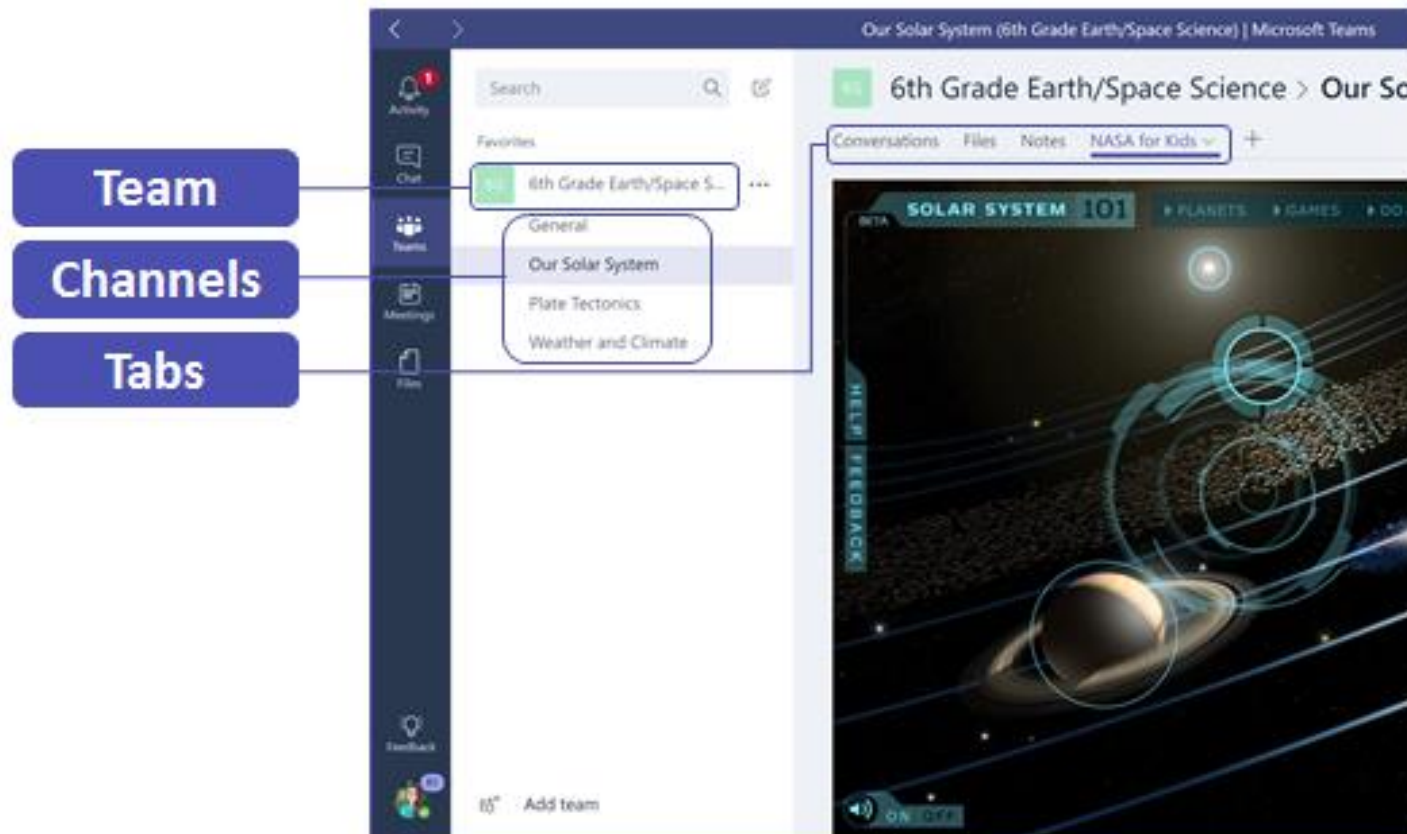 Team
Channels
Tabs
Our Solar System (6th Grade Earth/Space Science) | Microsoft Teams
1
Activity
Chat
Teams
Meetings
Files
Feedback
Search
Favorites
6th Grade Earth/Space S...
General
Our Solar System
Plate Tectonics
Weather and Climate
Add team
6th Grade Earth/Space Science > Our So
Conversations Files Notes NASA for Kids
BETA SOLAR SYSTEM 101 PLANETS GAMES DO
HELP
FEEDBACK
ON OFF